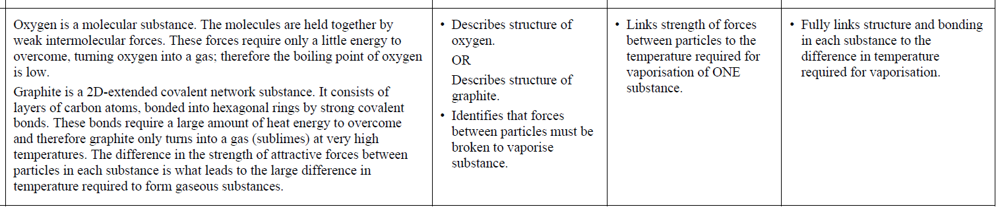 Oxygen is a molecular substance. The molecules are held together by
weak intermolecular forces. These forces require only a little energy to
overcome, turning oxygen into a gas; therefore the boiling point of oxygen
is low.
Graphite is a 2D-extended covalent network substance. It consists of
layers of carbon atoms, bonded into hexagonal rings by strong covalent
bonds. These bonds require a large amount of heat energy to overcome
and therefore graphite only turns into a gas (sublimes) at very high
temperatures. The difference in the strength of attractive forces between
particles in each substance is what leads to the large difference in
temperature required to form gaseous substances.
• Describes structure of
oxygen.
OR
Describes structure of
graphite.
• Identifies that forces
between particles must be
broken to vaporise
substance.
• Links strength of forces
between particles to the
temperature required for
vaporisation of ONE
substance.
• Fully links structure and bonding
in each substance to the
difference in temperature
required for vaporisation.